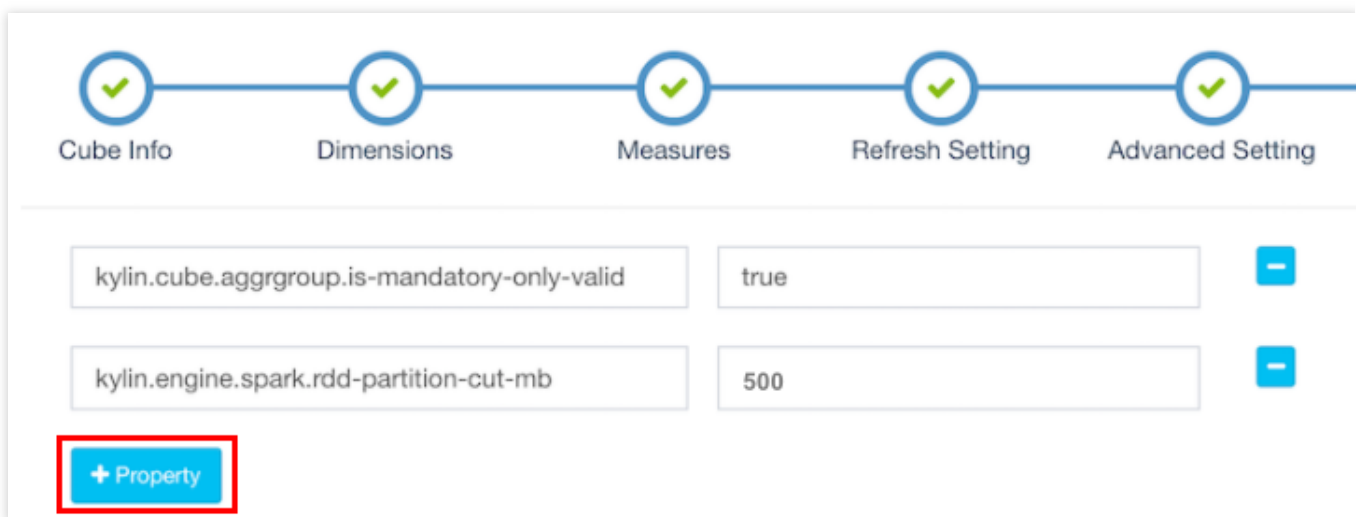 Cube Info Dimensions Measures Refresh Setting Advanced Setting
kylin.cube.aggrgroup.is-mandatory-only-valid true
kylin.engine.spark.rdd-partition-cut-mb 500
+ Property